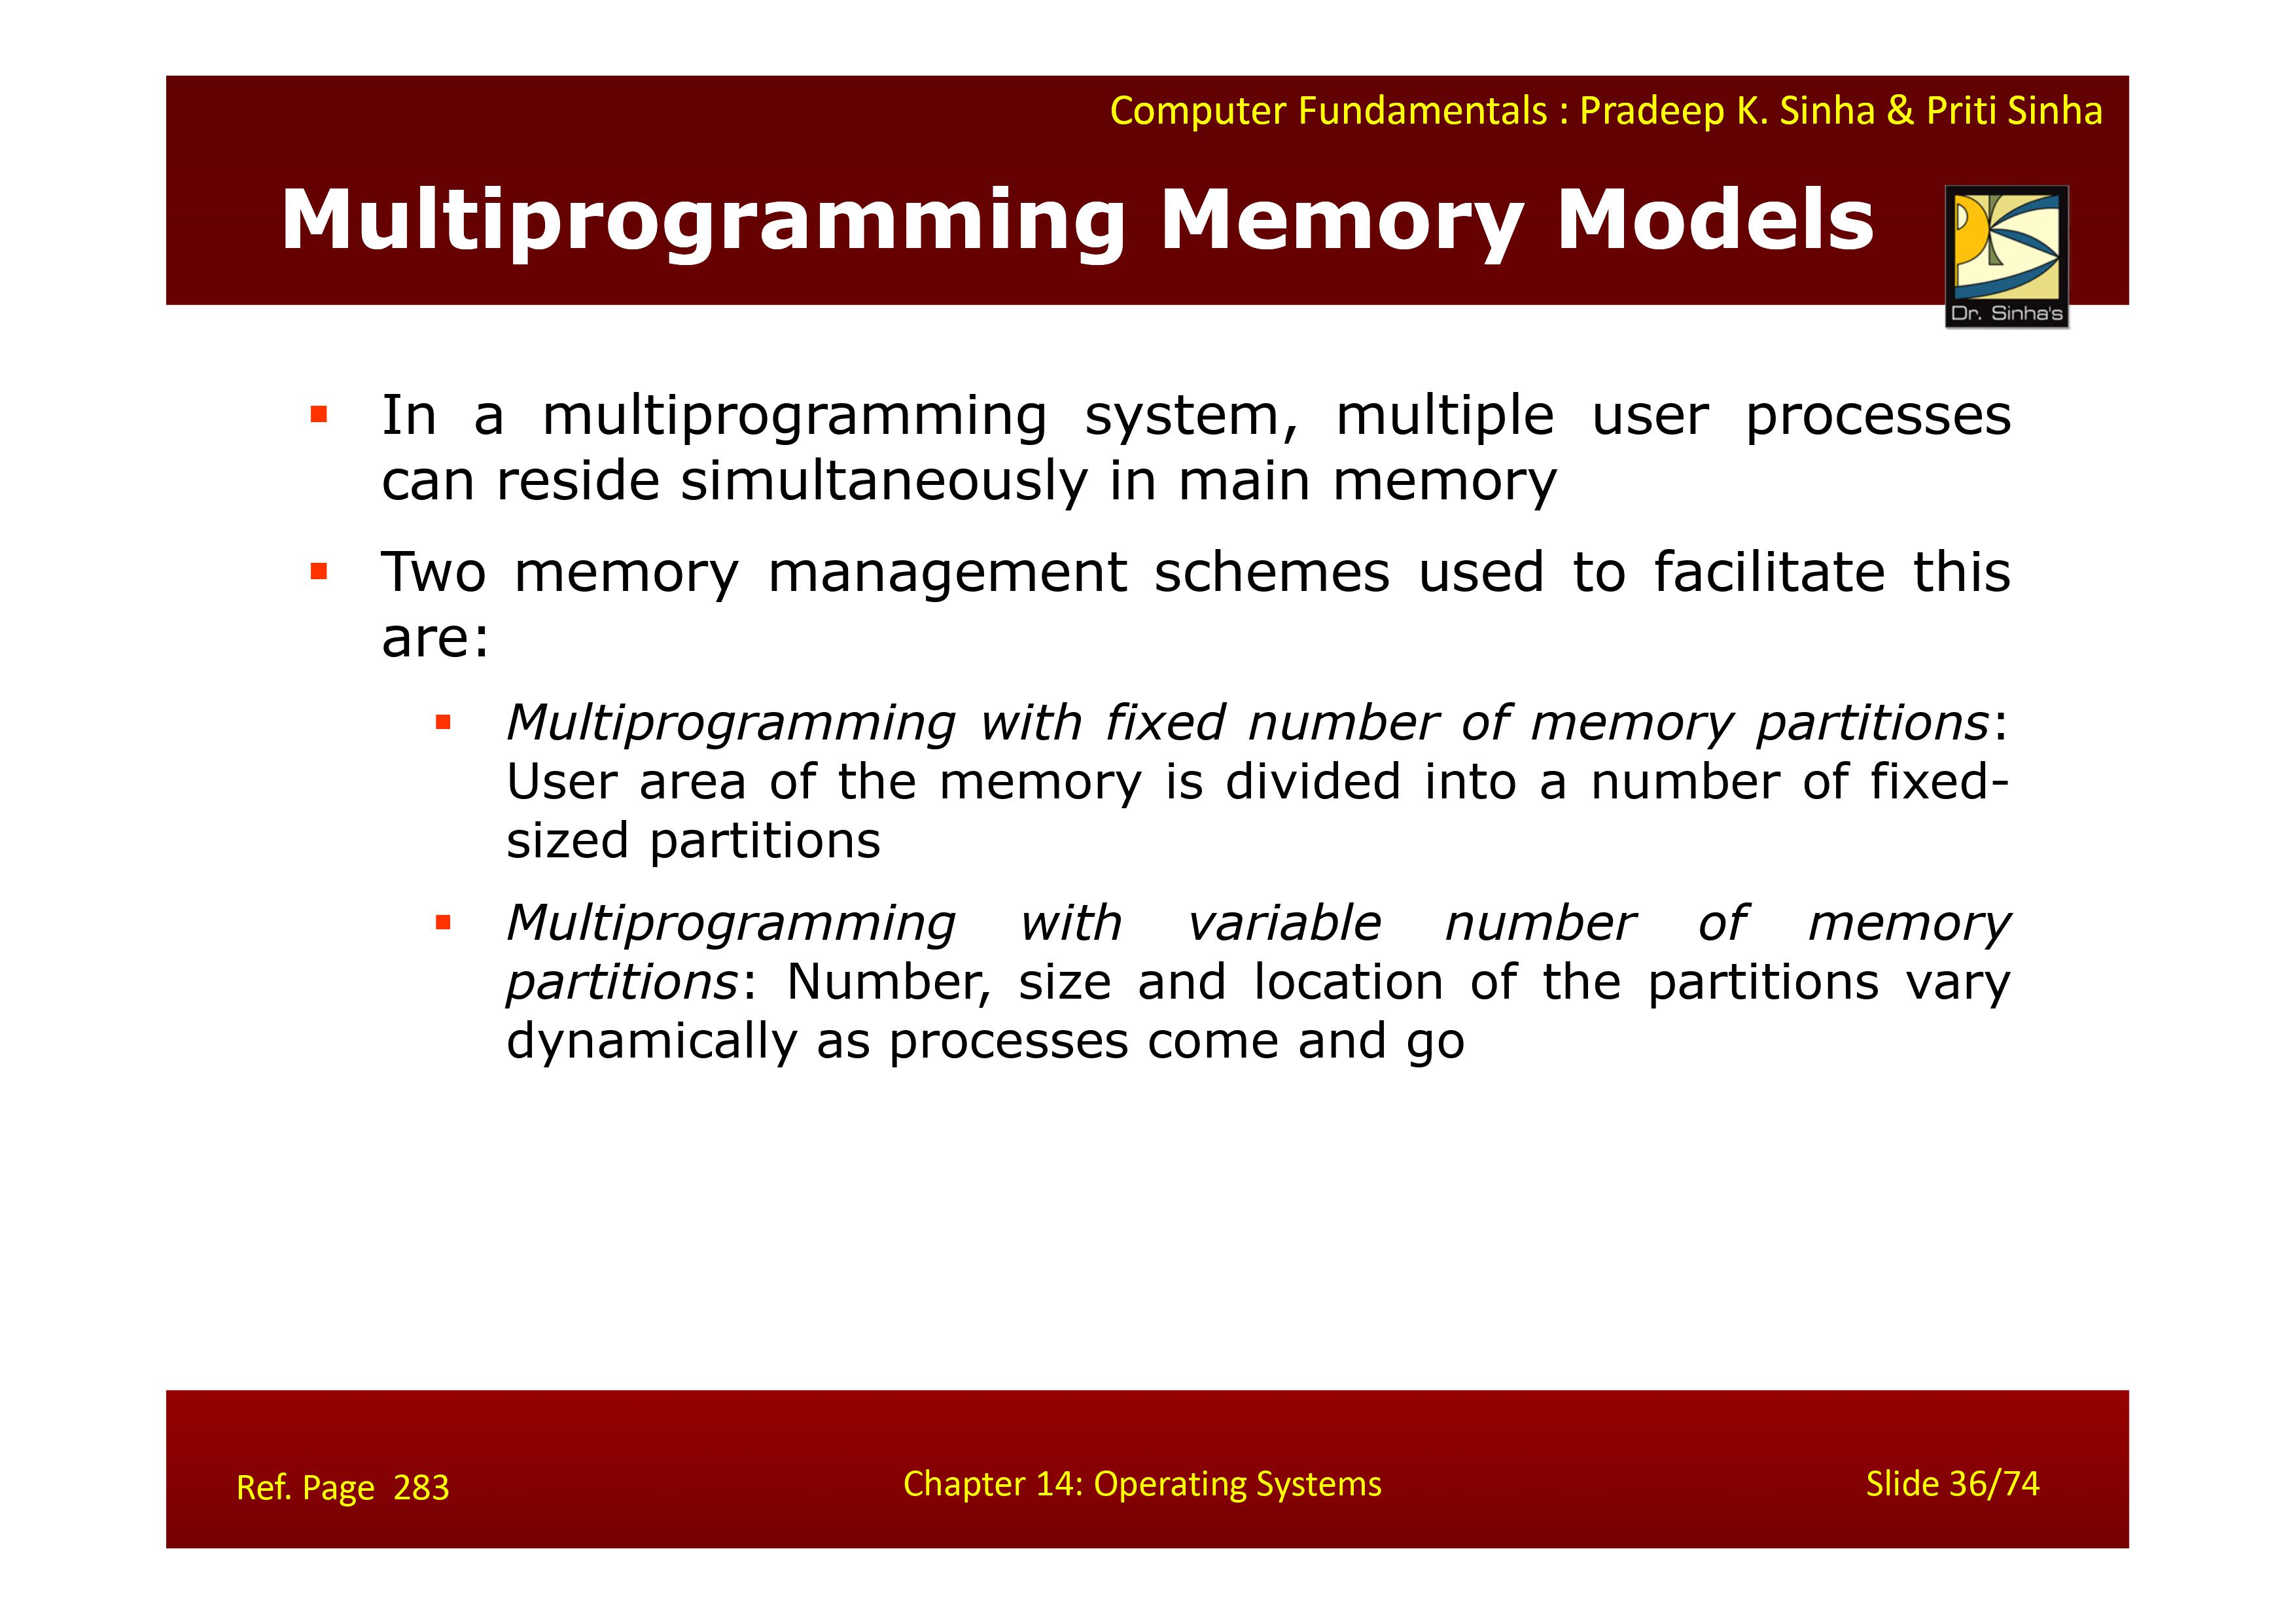 Computer Fundamentals : Pradeep K. Sinha & Priti Sinha
Multiprogramming Memory Models
Dr. Sinha's
▪ In a multiprogramming system, multiple user processes
can reside simultaneously in main memory
▪ Two memory management schemes used to facilitate this
are:
▪ Multiprogramming with fixed number of memory partitions:
User area of the memory is divided into a number of fixed-
sized partitions
▪ Multiprogramming with variable number of memory
partitions: Number, size and location of the partitions vary
dynamically as processes come and go
Ref. Page 283
Chapter 14: Operating Systems
Slide 36/74